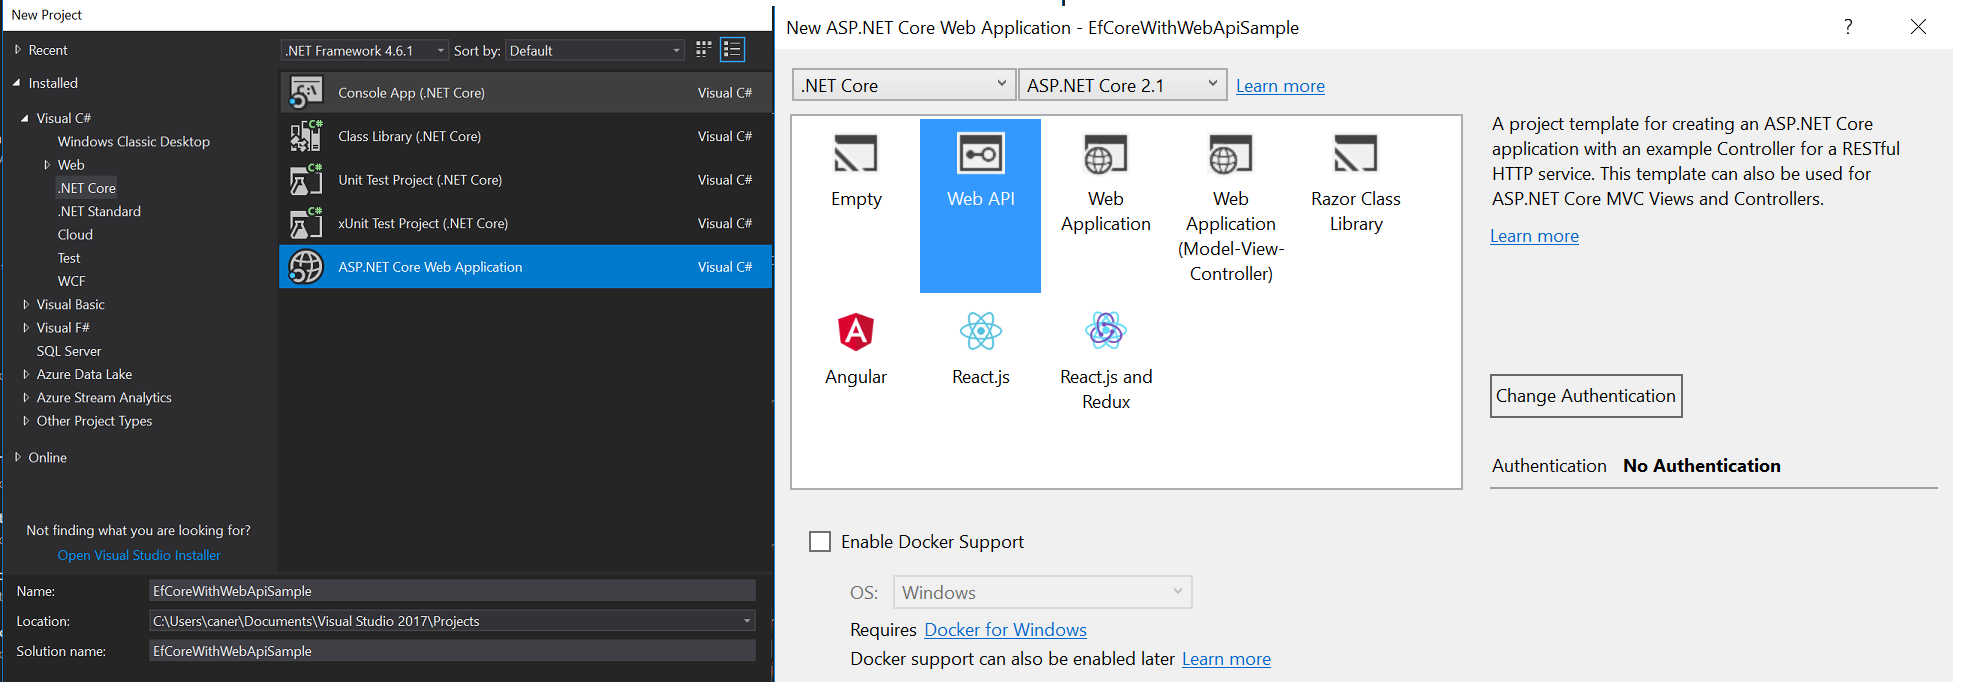 New Project
Recent
Installed
Visual C#
Windows Classic Desktop
Web
.NET Core
.NET Standard
Cloud
Test
WCF
Visual Basic
Visual F#
SQL Server
Azure Data Lake
Azure Stream Analytics
Other Project Types
Online
Not finding what you are looking for?
Open Visual Studio Installer
.NET Framework 4.6.1 Sort by: Default
Console App (.NET Core) Visual C#
Class Library (.NET Core) Visual C#
Unit Test Project (.NET Core) Visual C#
xUnit Test Project (.NET Core) Visual C#
ASP.NET Core Web Application Visual C#
Name: EfCoreWithWebApiSample
Location: C:\Users\caner\Documents\Visual Studio 2017\Projects
Solution name: EfCoreWithWebApiSample
New ASP.NET Core Web Application - EfCoreWithWebApiSample
?
.NET Core ASP.NET Core 2.1 Learn more
Empty
Web API
Web
Application
Web
Application
(Model-View-
Controller)
Razor Class
Library
Angular
React.js
React.js and
Redux
A project template for creating an ASP.NET Core
application with an example Controller for a RESTful
HTTP service. This template can also be used for
ASP.NET Core MVC Views and Controllers.
Learn more
Change Authentication
Authentication No Authentication
Enable Docker Support
OS: Windows
Requires Docker for Windows
Docker support can also be enabled later Learn more